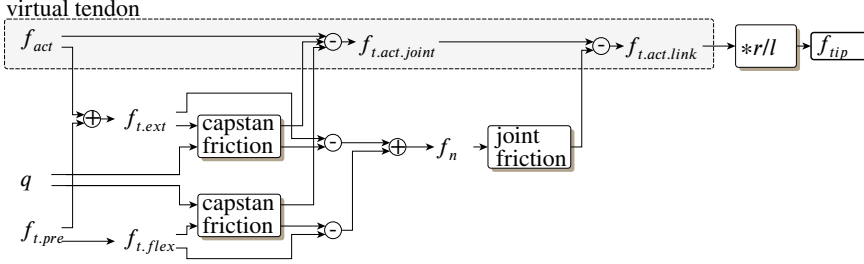 virtual tendon
f_act
f_t.act.joint
f_t.act.link
*r/l
f_tip
f_t.ext
capstan
friction
f_n
joint
friction
q
capstan
friction
f_t.pre
f_t.flex